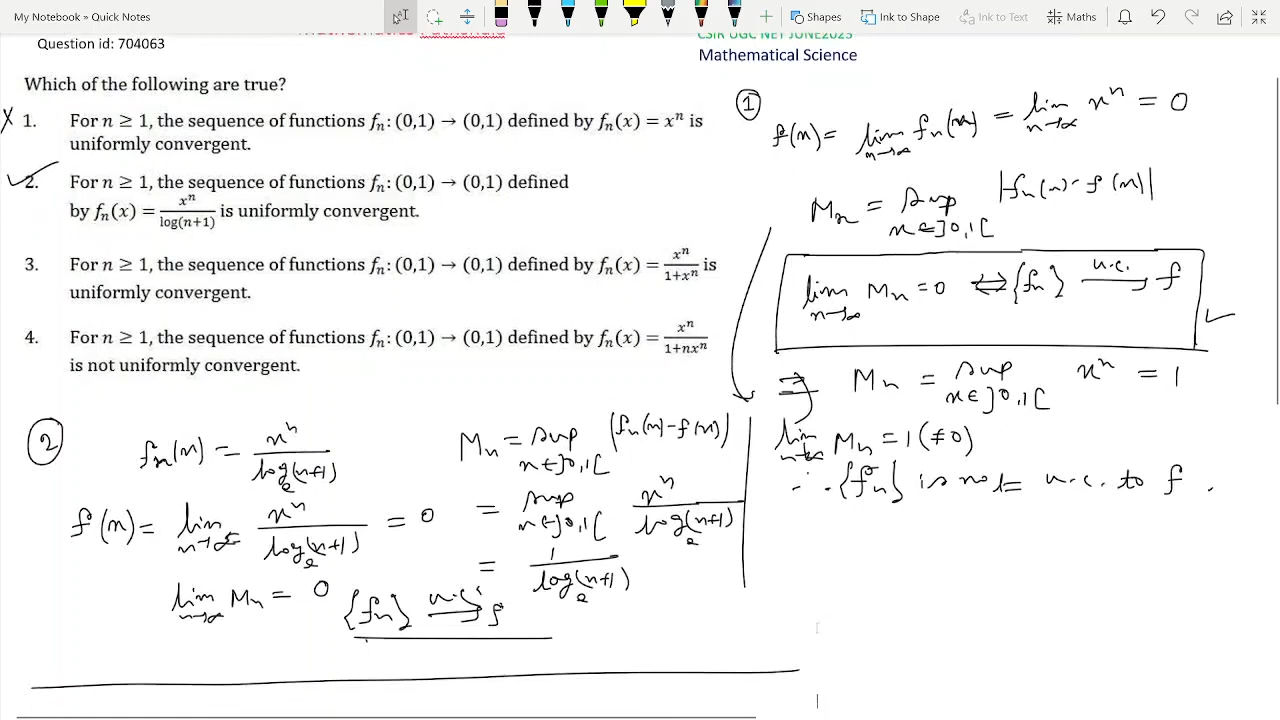 My Notebook » Quick Notes
Shapes
Ink to Shape
Ink to Text
Maths
Question id: 704063
CSIR UGC NET JUNE2025
Mathematical Science
Which of the following are true?
X 1. For n ≥ 1, the sequence of functions fₙ: (0,1) → (0,1) defined by fₙ(x) = xⁿ is
uniformly convergent.
✓ 2. For n ≥ 1, the sequence of functions fₙ: (0,1) → (0,1) defined
by fₙ(x) = xⁿ/log(n+1) is uniformly convergent.
3. For n ≥ 1, the sequence of functions fₙ: (0,1) → (0,1) defined by fₙ(x) = xⁿ/(1+xⁿ) is
uniformly convergent.
4. For n ≥ 1, the sequence of functions fₙ: (0,1) → (0,1) defined by fₙ(x) = xⁿ/(1+nxⁿ)
is not uniformly convergent.
①
f(x) = lim n→∞ fₙ(x) = lim n→∞ xⁿ = 0
Mₙ = Sup x∈]0,1[ |fₙ(x) - f(x)|
lim n→∞ Mₙ = 0 ⇔ {fₙ} u.c.→ f ✓
⇒ Mₙ = Sup x∈]0,1[ xⁿ = 1
lim n→∞ Mₙ = 1 (≠0)
∴ {fₙ} is not u.c. to f .
②
fₙ(x) = xⁿ/logₑ(n+1)
f(x) = lim n→∞ xⁿ/logₑ(n+1) = 0
lim n→∞ Mₙ = 0
Mₙ = Sup x∈]0,1[ |fₙ(x) - f(x)|
= Sup x∈]0,1[ xⁿ/logₑ(n+1)
= 1/logₑ(n+1)
{fₙ} u.c.→ f